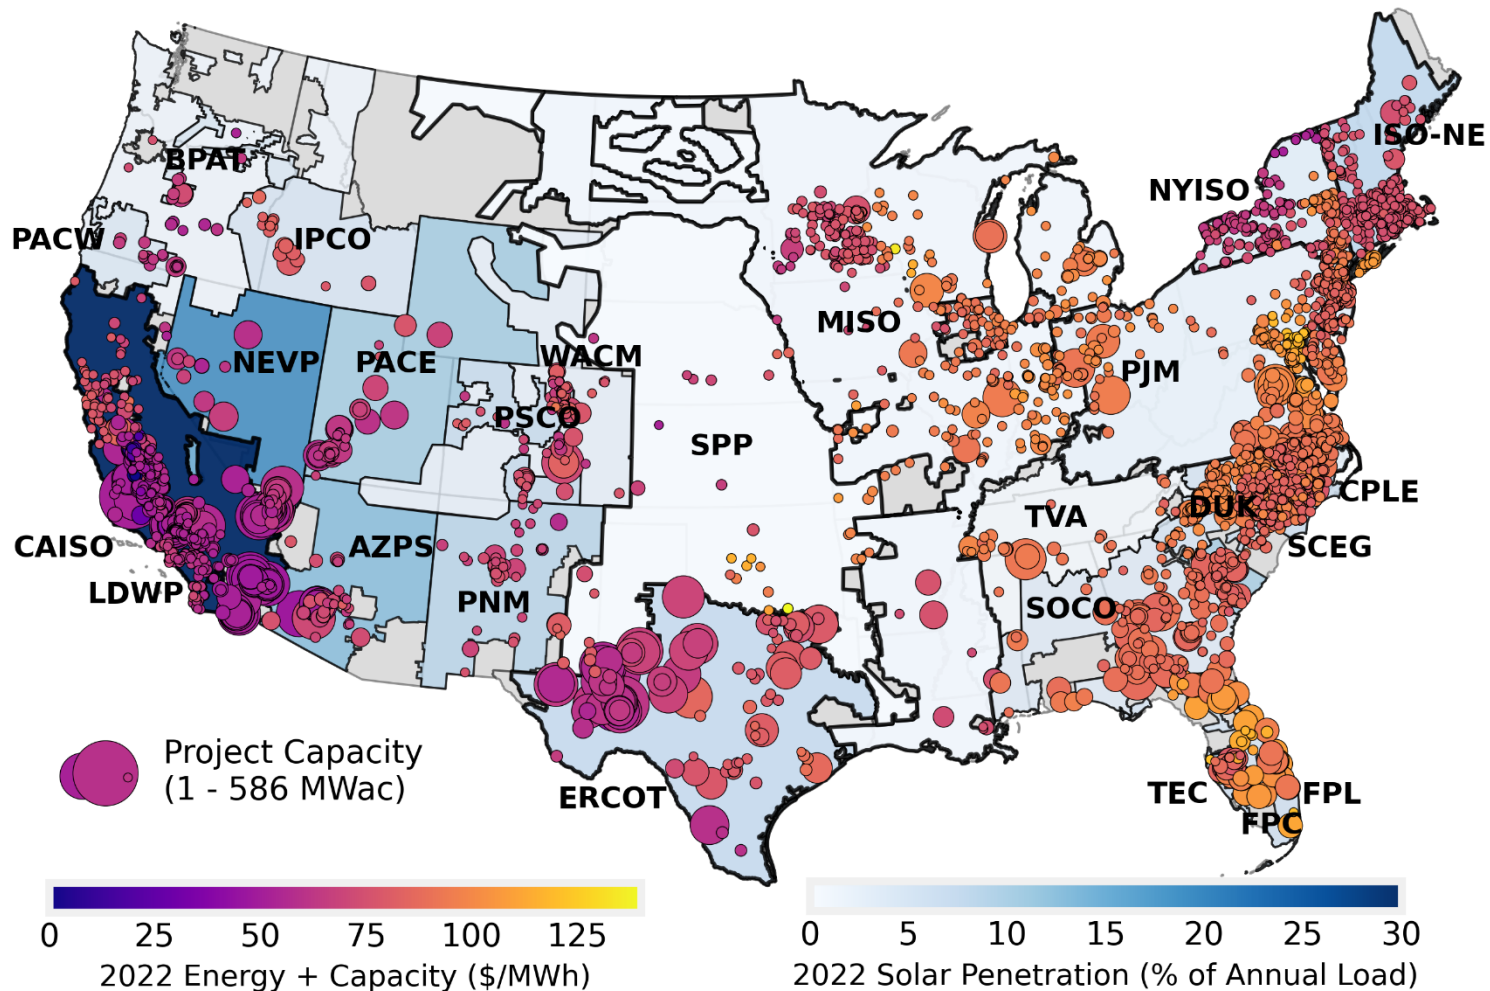 ISO-NE
BPAT
NYISO
PACW
IPCO
MISO
NEVP
PACE
WACM
PJM
PSCO
SPP
CPLE
DUK
TVA
CAISO
AZPS
SCEG
LDWP
PNM
SOCO
Project Capacity
(1 - 586 MWac)
ERCOT
TEC
FPL
FPC
0 25 50 75 100 125
2022 Energy + Capacity ($/MWh)
0 5 10 15 20 25 30
2022 Solar Penetration (% of Annual Load)